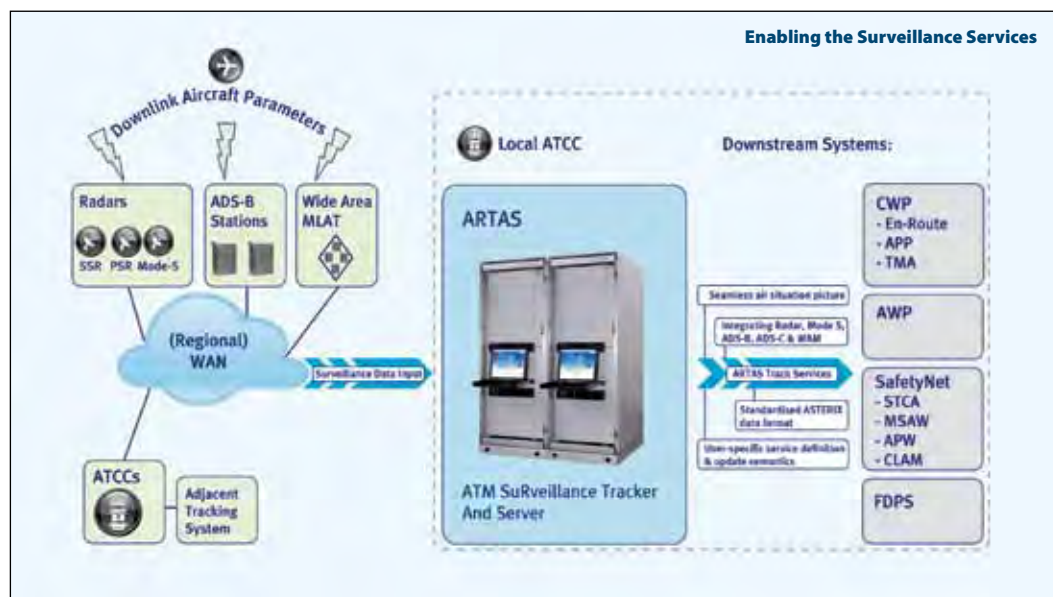 Enabling the Surveillance Services
Downlink Aircraft Parameters
Radars
SSR PSR Mode-S
ADS-B
Stations
Wide Area
MLAT
(Regional)
WAN
Surveillance Data Input
ATCCs
Adjacent
Tracking
System
Local ATCC
Downstream Systems:
ARTAS
ATM SuRveillance Tracker
And Server
Seamless air situation picture
Integrating Radar, Mode S,
ADS-B, ADS-C & WAM
ARTAS Track Services
Standardised ASTERIX
data format
User-specific service definition
& update semantics
CWP
- En-Route
- APP
- TMA
AWP
SafetyNet
- STCA
- MSAW
- APW
- CLAM
FDPS